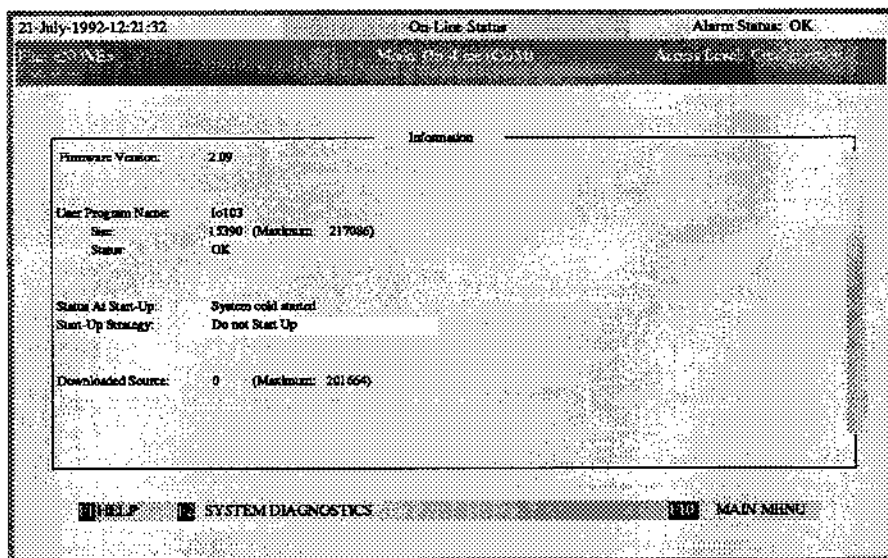 21-July-1992-12:21:32 On-Line Status Alarm Status: OK
Information
Firmware Version: 2.09
User Program Name: Io103
Size: 15390 (Maximum: 217086)
Status: OK
Status At Start-Up: System cold started
Start-Up Strategy: Do not Start Up
Downloaded Source: 0 (Maximum: 201664)
HELP SYSTEM DIAGNOSTICS F10 MAIN MENU